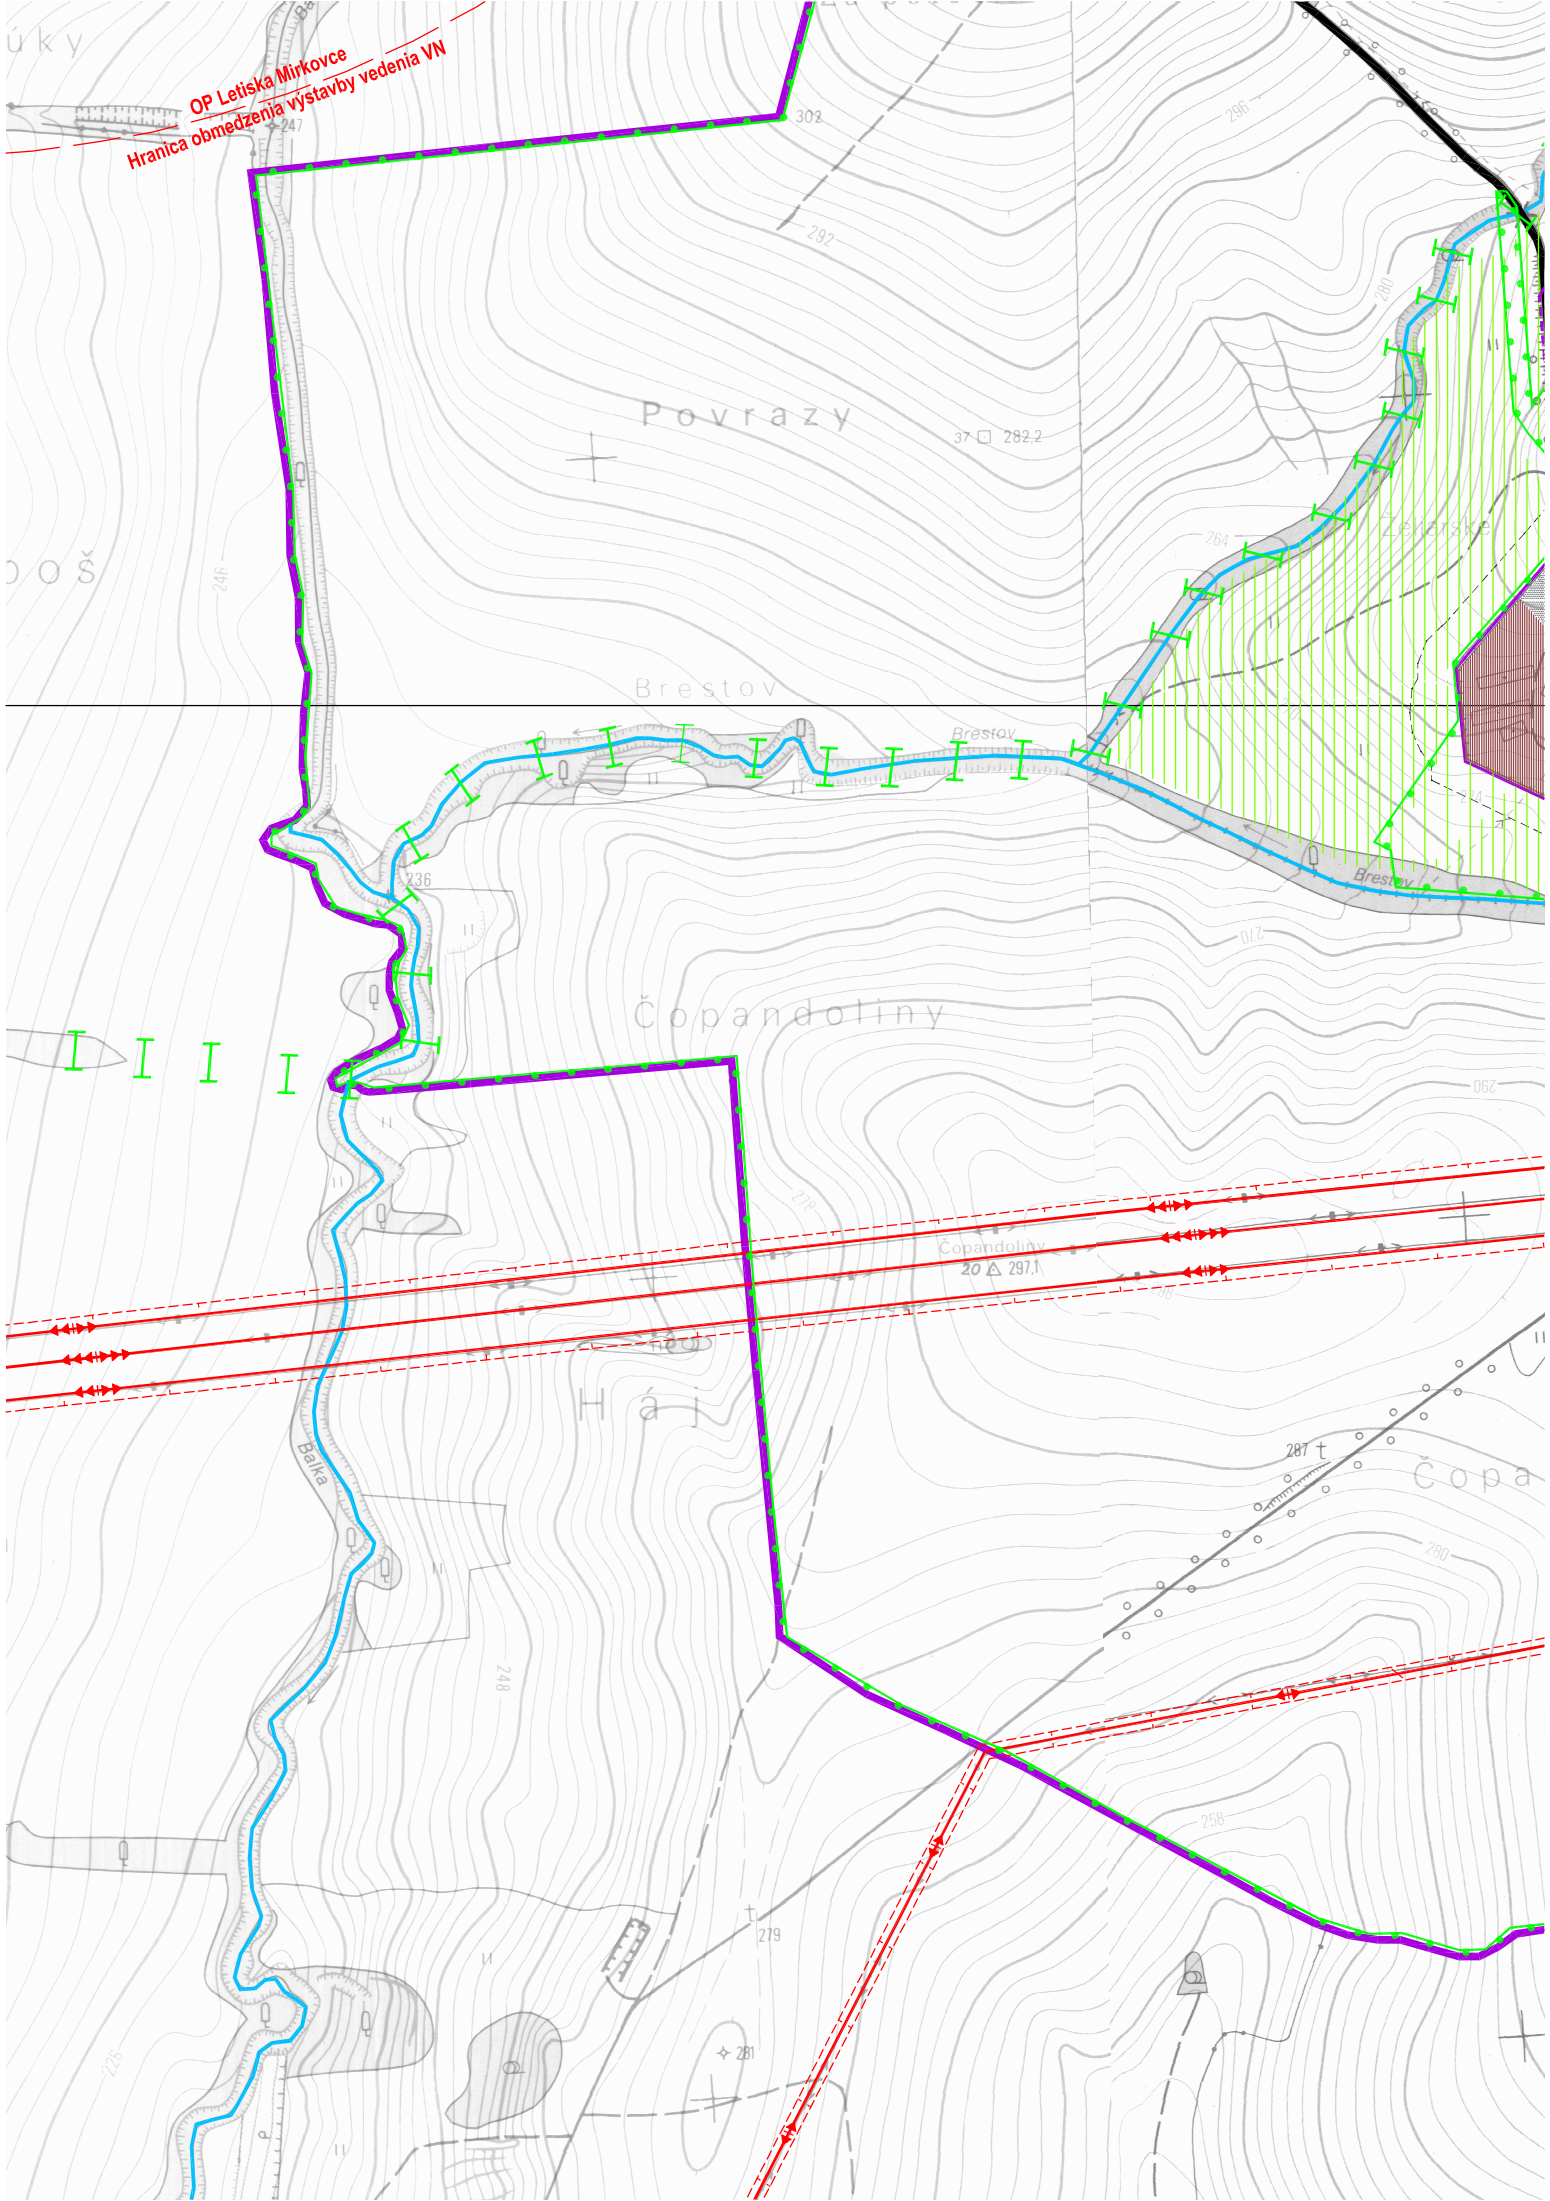 úky
OP Letiska Mirkovce
Hranica obmedzenia výstavby vedenia VN
247
302
296
292
280
Povrazy
37 282,2
264
Želiarske
246
Brestov
Brestov
274
236
Brestov
270
Čopandoliny
290
Čopandoliny
20 297,1
Háj
287
Čopa
Balka
280
248
258
279
281
226